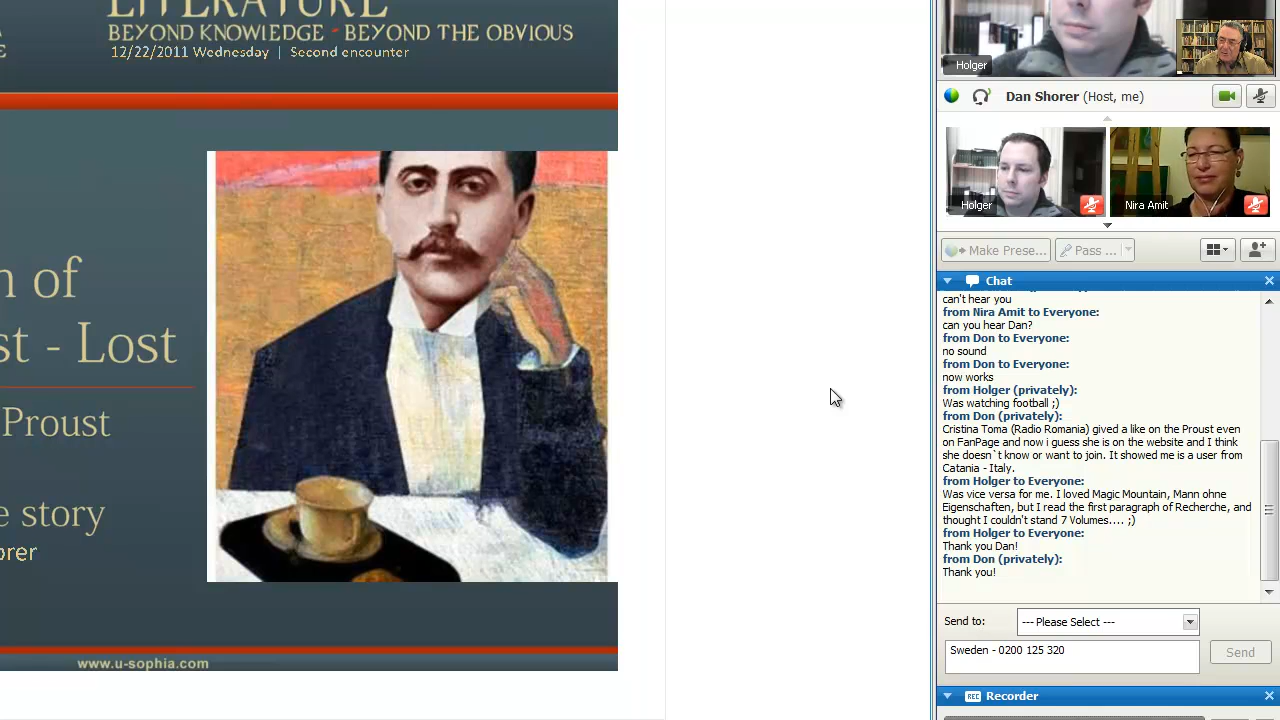 LITERATURE
BEYOND KNOWlEDGE - BEYOND THE OBVIOUS
12/22/2011 Wednesday | Second encounter
of
st - Lost
Proust
e story
orer
www.u-sophia.com
Holger
Dan Shorer (Host, me)
Holger
Nira Amit
Make Prese...
Pass ...
Chat
can't hear you
from Nira Amit to Everyone:
can you hear Dan?
from Don to Everyone:
no sound
from Don to Everyone:
now works
from Holger (privately):
Was watching football ;)
from Don (privately):
Cristina Toma (Radio Romania) gived a like on the Proust even
on FanPage and now i guess she is on the website and I think
she doesn`t know or want to join. It showed me is a user from
Catania - Italy.
from Holger to Everyone:
Was vice versa for me. I loved Magic Mountain, Mann ohne
Eigenschaften, but I read the first paragraph of Recherche, and
thought I couldn't stand 7 Volumes.... ;)
from Holger to Everyone:
Thank you Dan!
from Don (privately):
Thank you!
Send to:
--- Please Select ---
Sweden - 0200 125 320
Send
REC
Recorder